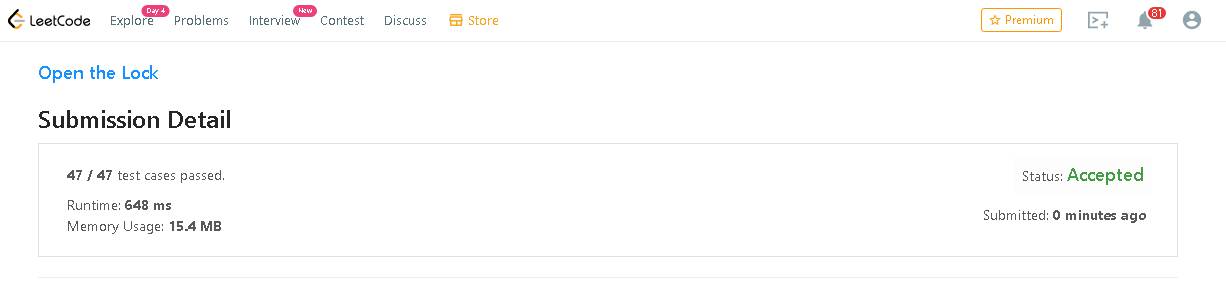 LeetCode Explore Day 4 Problems Interview New Contest Discuss Store Premium 81
Open the Lock
Submission Detail
47 / 47 test cases passed. Status: Accepted
Runtime: 648 ms
Submitted: 0 minutes ago
Memory Usage: 15.4 MB